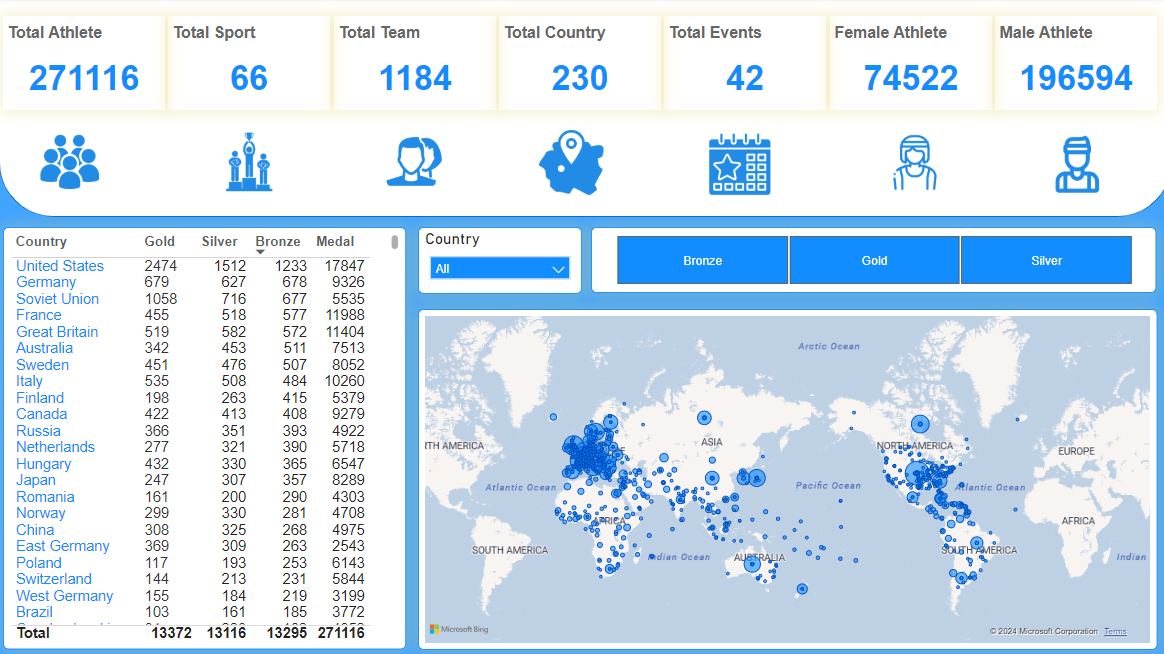 Total Athlete Total Sport Total Team Total Country Total Events Female Athlete Male Athlete
271116 66 1184 230 42 74522 196594
Country Gold Silver Bronze Medal
United States 2474 1512 1233 17847
Germany 679 627 678 9326
Soviet Union 1058 716 677 5535
France 455 518 577 11988
Great Britain 519 582 572 11404
Australia 342 453 511 7513
Sweden 451 476 507 8052
Italy 535 508 484 10260
Finland 198 263 415 5379
Canada 422 413 408 9279
Russia 366 351 393 4922
Netherlands 277 321 390 5718
Hungary 432 330 365 6547
Japan 247 307 357 8289
Romania 161 200 290 4303
Norway 299 330 281 4708
China 308 325 268 4975
East Germany 369 309 263 2543
Poland 117 193 253 6143
Switzerland 144 213 231 5844
West Germany 155 184 219 3199
Brazil 103 161 185 3772
Total 13372 13116 13295 271116
Country
All
Bronze Gold Silver
Arctic Ocean
RTH AMERICA
ASIA
NORTH AMERICA
EUROPE
Atlantic Ocean
Pacific Ocean
Atlantic Ocean
AFRICA
AFRICA
SOUTH AMERICA
Indian Ocean
AUSTRALIA
SOUTH AMERICA
Indian
Microsoft Bing
© 2024 Microsoft Corporation Terms